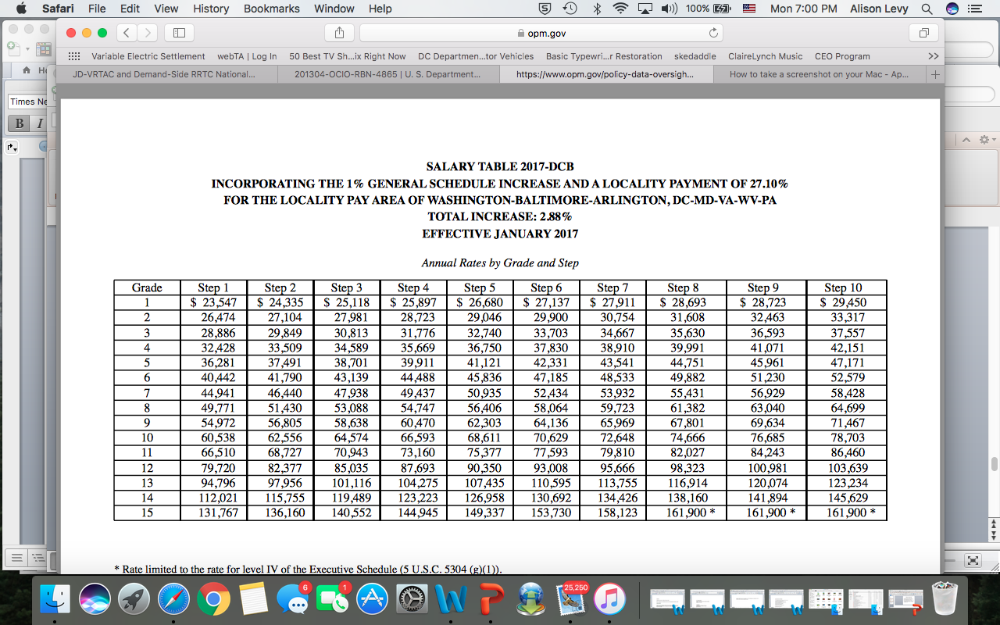 Safari File Edit View History Bookmarks Window Help 100% Mon 7:00 PM Alison Levy
opm.gov
Variable Electric Settlement webTA | Log In 50 Best TV Sh...ix Right Now DC Departmen...tor Vehicles Basic Typewri...r Restoration skedaddle ClaireLynch Music CEO Program
JD-VRTAC and Demand-Side RRTC National... 201304-OCIO-RBN-4865 | U. S. Department... https://www.opm.gov/policy-data-oversigh... How to take a screenshot on your Mac - Ap...
Times Ne
B I
SALARY TABLE 2017-DCB
INCORPORATING THE 1% GENERAL SCHEDULE INCREASE AND A LOCALITY PAYMENT OF 27.10%
FOR THE LOCALITY PAY AREA OF WASHINGTON-BALTIMORE-ARLINGTON, DC-MD-VA-WV-PA
TOTAL INCREASE: 2.88%
EFFECTIVE JANUARY 2017
Annual Rates by Grade and Step
Grade Step 1 Step 2 Step 3 Step 4 Step 5 Step 6 Step 7 Step 8 Step 9 Step 10
1 $ 23,547 $ 24,335 $ 25,118 $ 25,897 $ 26,680 $ 27,137 $ 27,911 $ 28,693 $ 28,723 $ 29,450
2 26,474 27,104 27,981 28,723 29,046 29,900 30,754 31,608 32,463 33,317
3 28,886 29,849 30,813 31,776 32,740 33,703 34,667 35,630 36,593 37,557
4 32,428 33,509 34,589 35,669 36,750 37,830 38,910 39,991 41,071 42,151
5 36,281 37,491 38,701 39,911 41,121 42,331 43,541 44,751 45,961 47,171
6 40,442 41,790 43,139 44,488 45,836 47,185 48,533 49,882 51,230 52,579
7 44,941 46,440 47,938 49,437 50,935 52,434 53,932 55,431 56,929 58,428
8 49,771 51,430 53,088 54,747 56,406 58,064 59,723 61,382 63,040 64,699
9 54,972 56,805 58,638 60,470 62,303 64,136 65,969 67,801 69,634 71,467
10 60,538 62,556 64,574 66,593 68,611 70,629 72,648 74,666 76,685 78,703
11 66,510 68,727 70,943 73,160 75,377 77,593 79,810 82,027 84,243 86,460
12 79,720 82,377 85,035 87,693 90,350 93,008 95,666 98,323 100,981 103,639
13 94,796 97,956 101,116 104,275 107,435 110,595 113,755 116,914 120,074 123,234
14 112,021 115,755 119,489 123,223 126,958 130,692 134,426 138,160 141,894 145,629
15 131,767 136,160 140,552 144,945 149,337 153,730 158,123 161,900 * 161,900 * 161,900 *
* Rate limited to the rate for level IV of the Executive Schedule (5 U.S.C. 5304 (g)(1)).
6 1 25,250